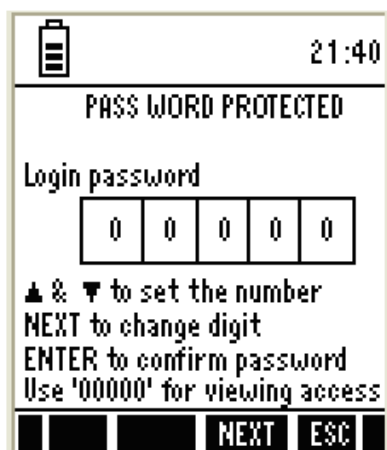 21:40
PASS WORD PROTECTED
Login password
0 0 0 0 0
▲ & ▼ to set the number
NEXT to change digit
ENTER to confirm password
Use '00000' for viewing access
NEXT ESC